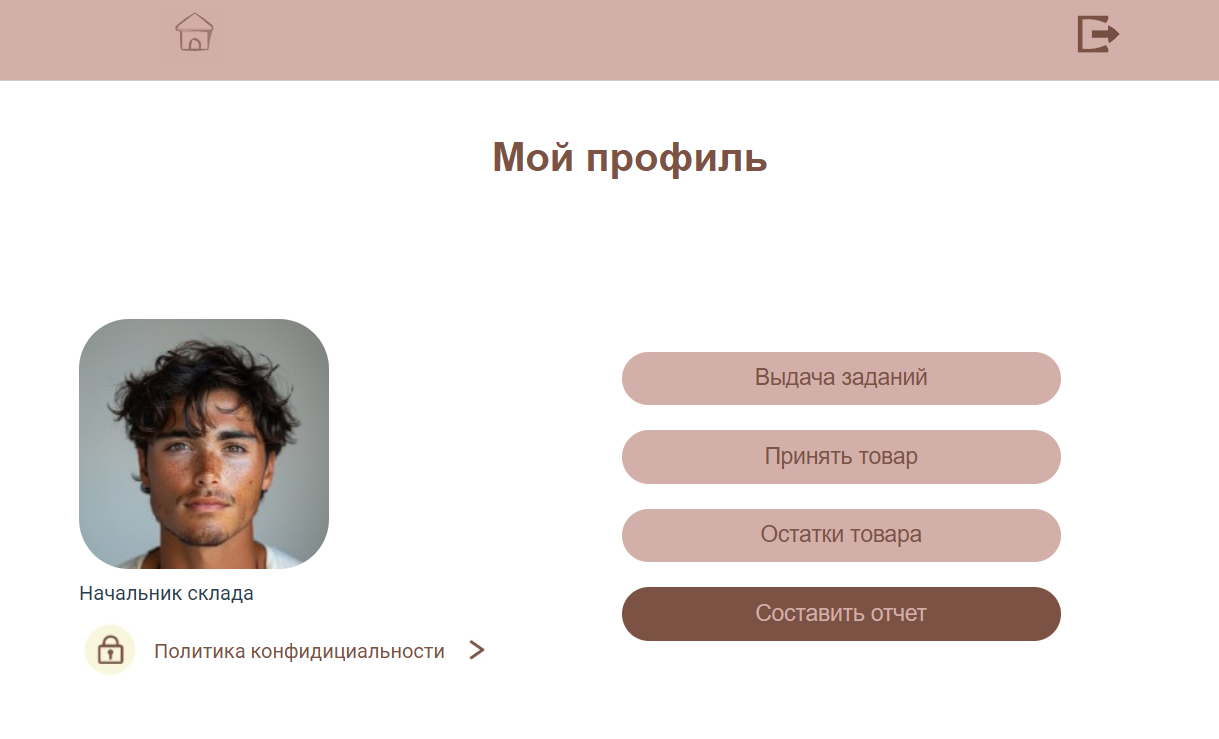 Мой профиль
Начальник склада
Политика конфидициальности
Выдача заданий
Принять товар
Остатки товара
Составить отчет